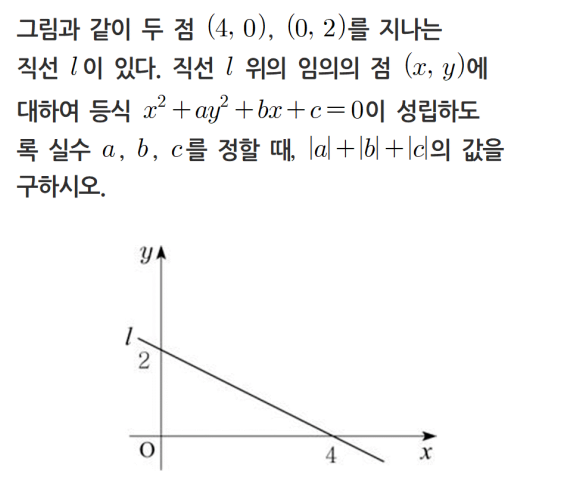 그림과 같이 두 점 (4, 0), (0, 2)를 지나는
직선 l이 있다. 직선 l 위의 임의의 점 (x, y)에
대하여 등식 x²+ay²+bx+c=0이 성립하도
록 실수 a, b, c를 정할 때, |a|+|b|+|c|의 값을
구하시오.
y
l
2
O
4
x